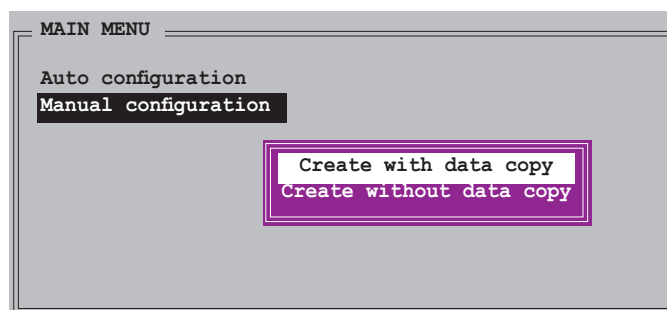 MAIN MENU
Auto configuration
Manual configuration
Create with data copy
Create without data copy